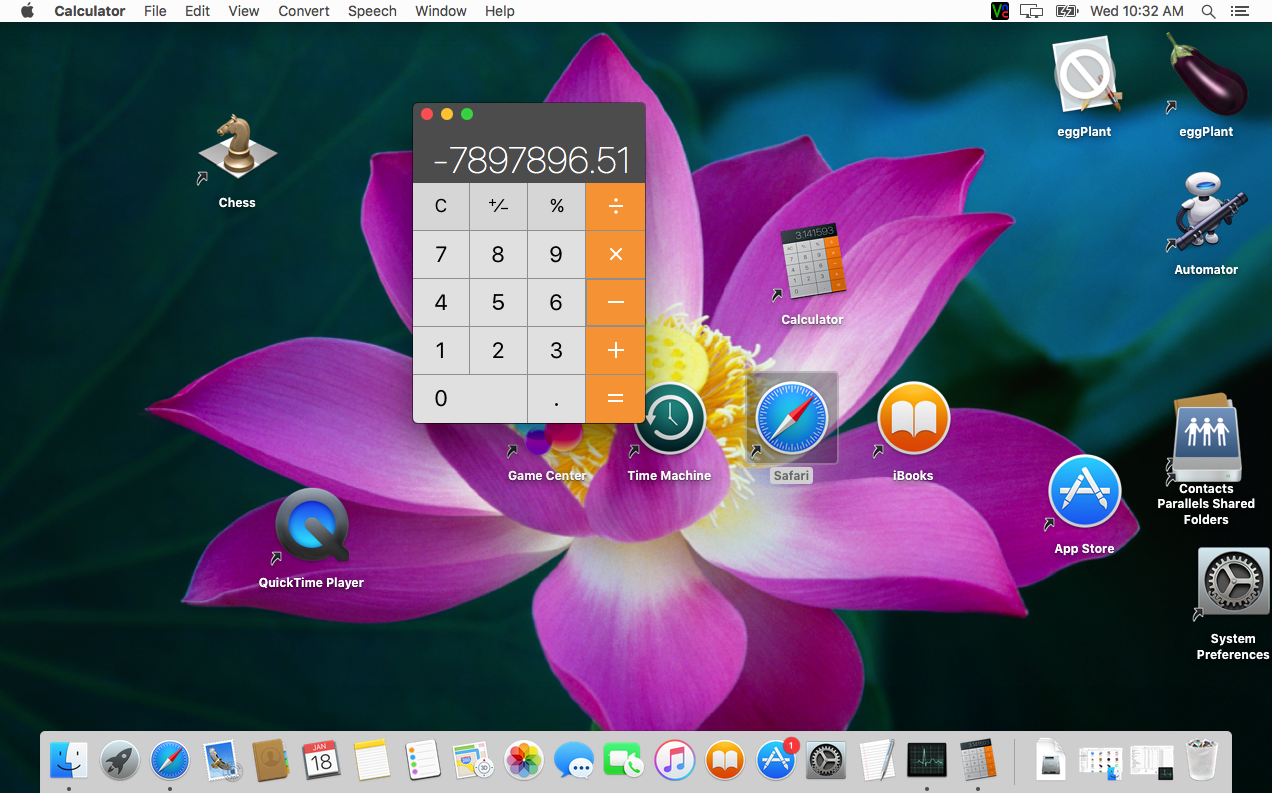 Calculator File Edit View Convert Speech Window Help Wed 10:32 AM
eggPlant
eggPlant
Chess
-7897896.51
C +/- % ÷
7 8 9 ×
4 5 6 −
1 2 3 +
0 . =
Automator
3.141593
Calculator
Game Center
Time Machine
Safari
iBooks
Contacts
Parallels Shared
Folders
App Store
QuickTime Player
System
Preferences
JAN
18
1